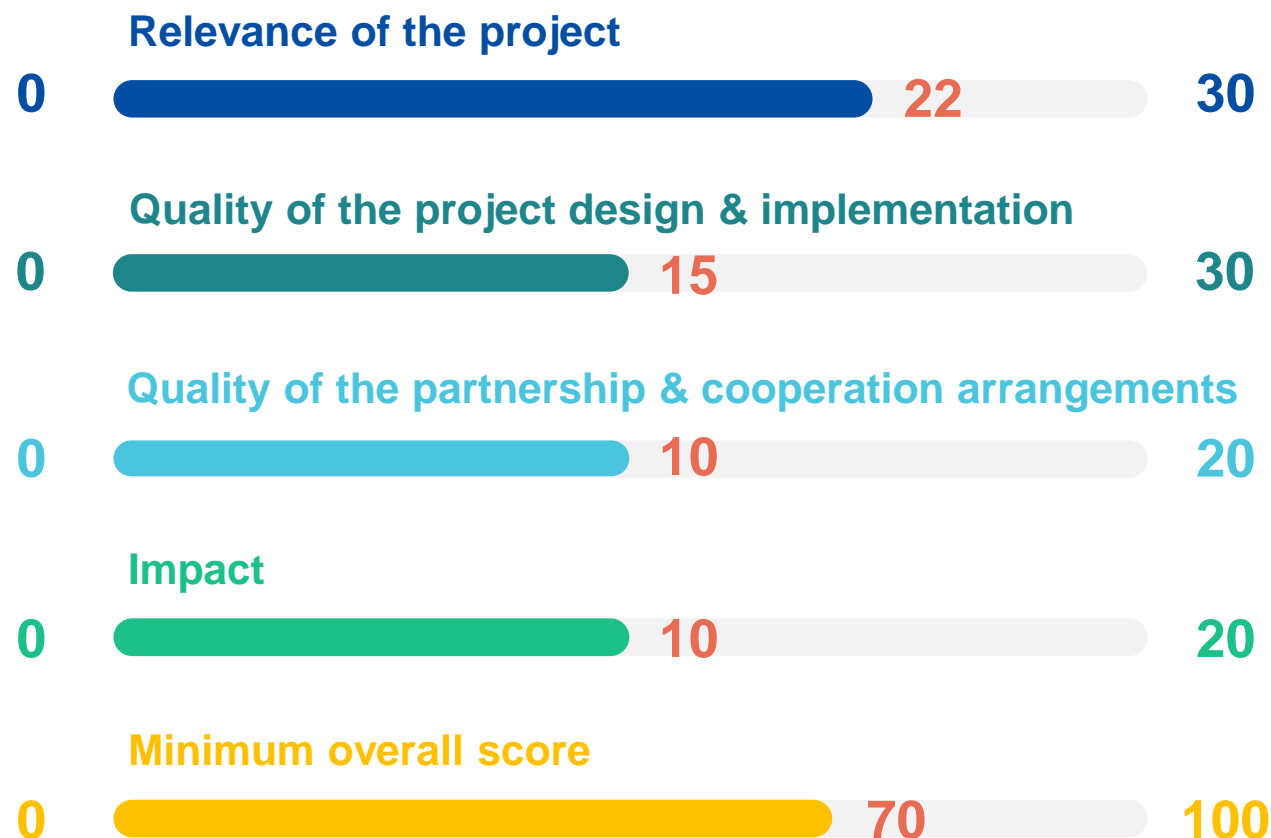 Relevance of the project
0 22 30
Quality of the project design & implementation
0 15 30
Quality of the partnership & cooperation arrangements
0 10 20
Impact
0 10 20
Minimum overall score
0 70 100